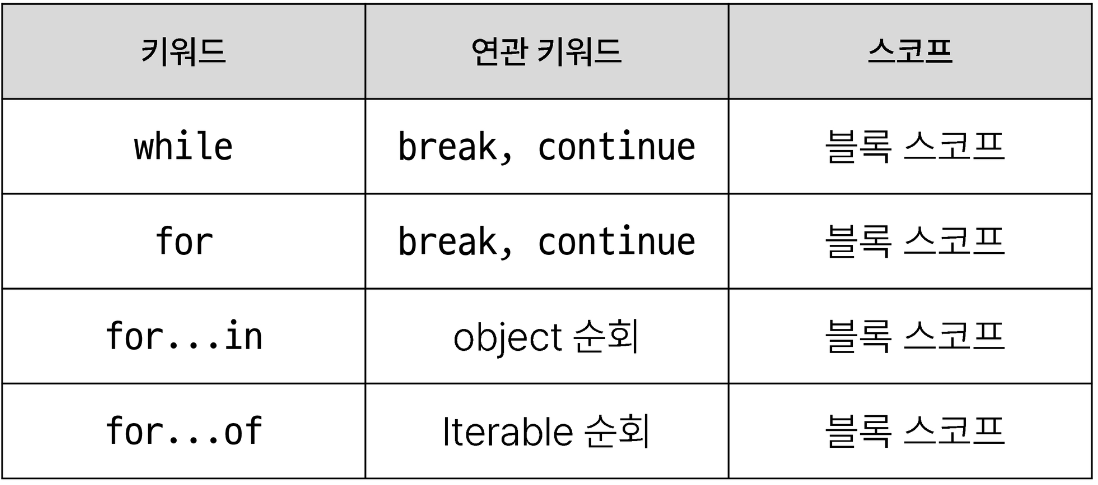 키워드 연관 키워드 스코프
while break, continue 블록 스코프
for break, continue 블록 스코프
for...in object 순회 블록 스코프
for...of Iterable 순회 블록 스코프